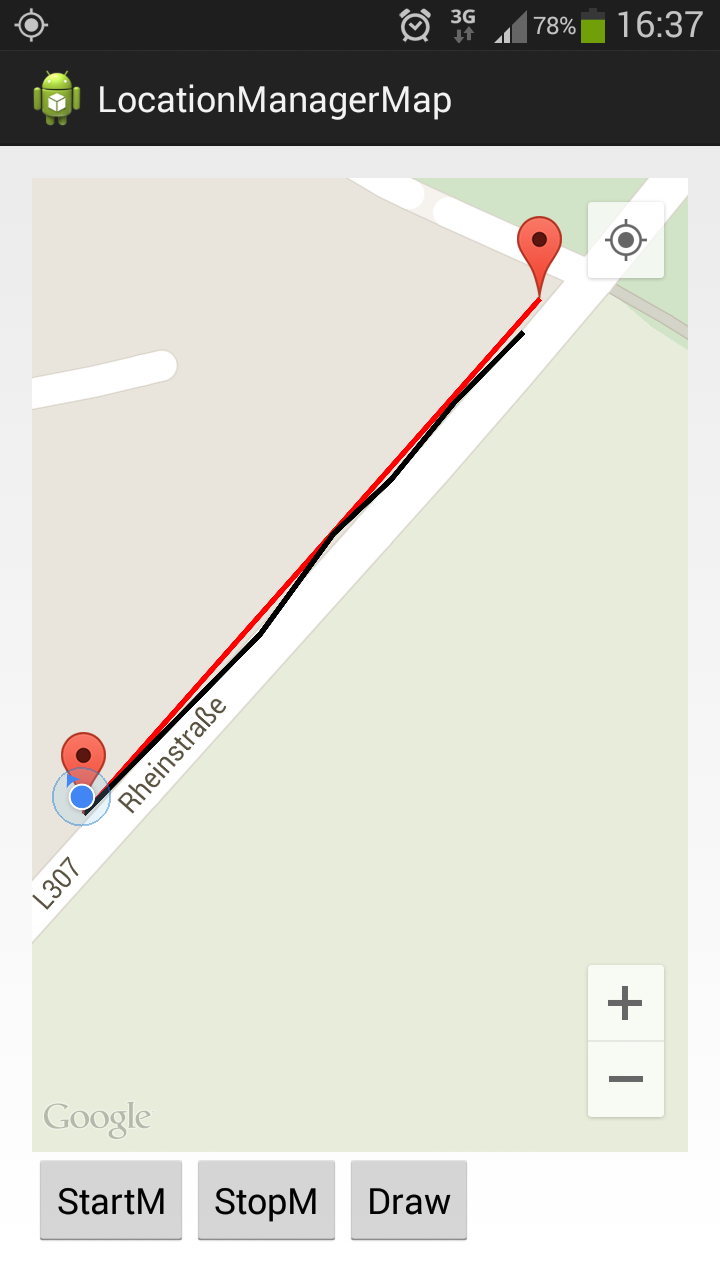 3G 78% 16:37
LocationManagerMap
Rheinstraße
L307
Google
StartM StopM Draw